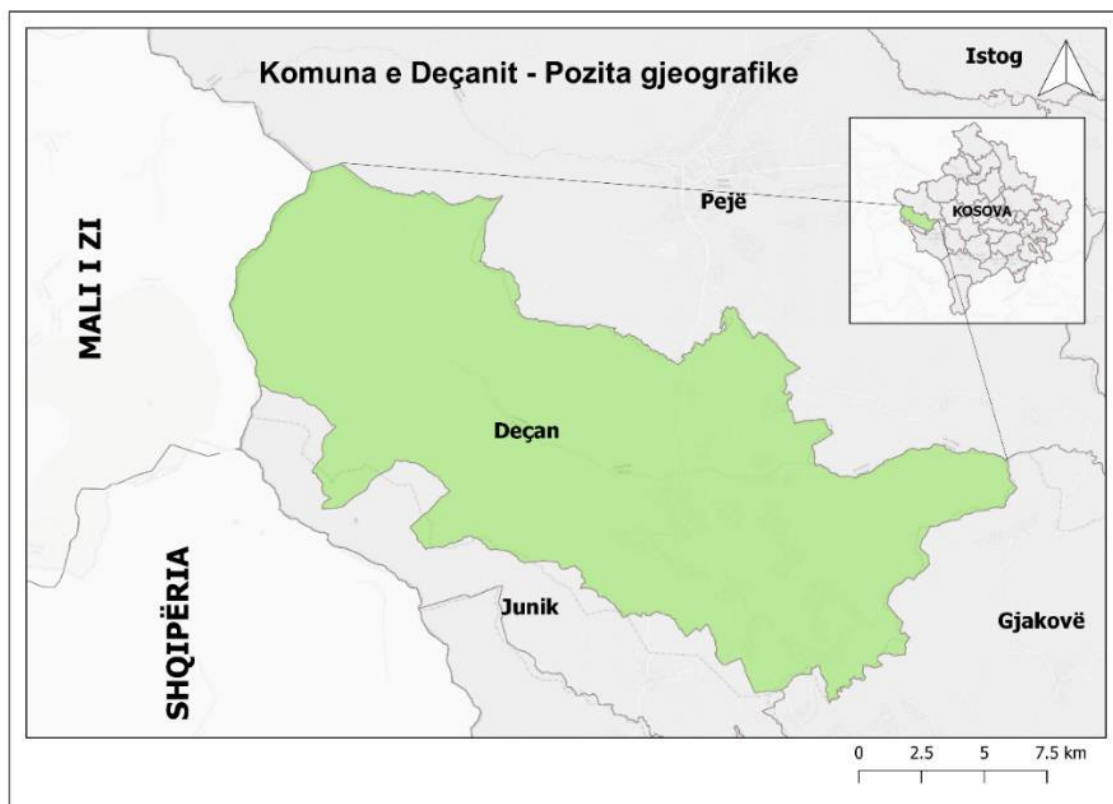 Komuna e Deçanit - Pozita gjeografike
Istog
Pejë
KOSOVA
MALI I ZI
Deçan
SHQIPËRIA
Junik
Gjakovë
0 2.5 5 7.5 km